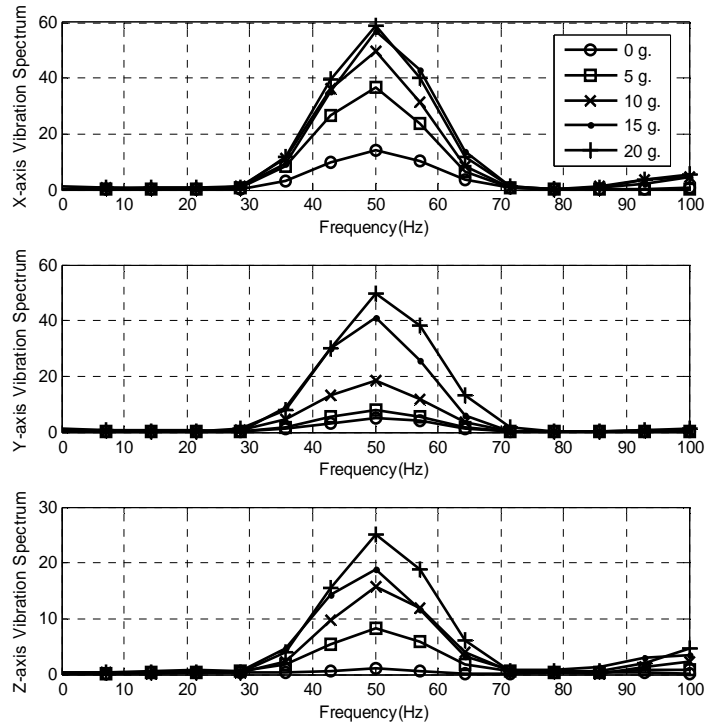 X-axis Vibration Spectrum
60
40
20
0
0 10 20 30 40 50 60 70 80 90 100
Frequency(Hz)
0 g.
5 g.
10 g.
15 g.
20 g.
Y-axis Vibration Spectrum
60
40
20
0
0 10 20 30 40 50 60 70 80 90 100
Frequency(Hz)
Z-axis Vibration Spectrum
30
20
10
0
0 10 20 30 40 50 60 70 80 90 100
Frequency(Hz)